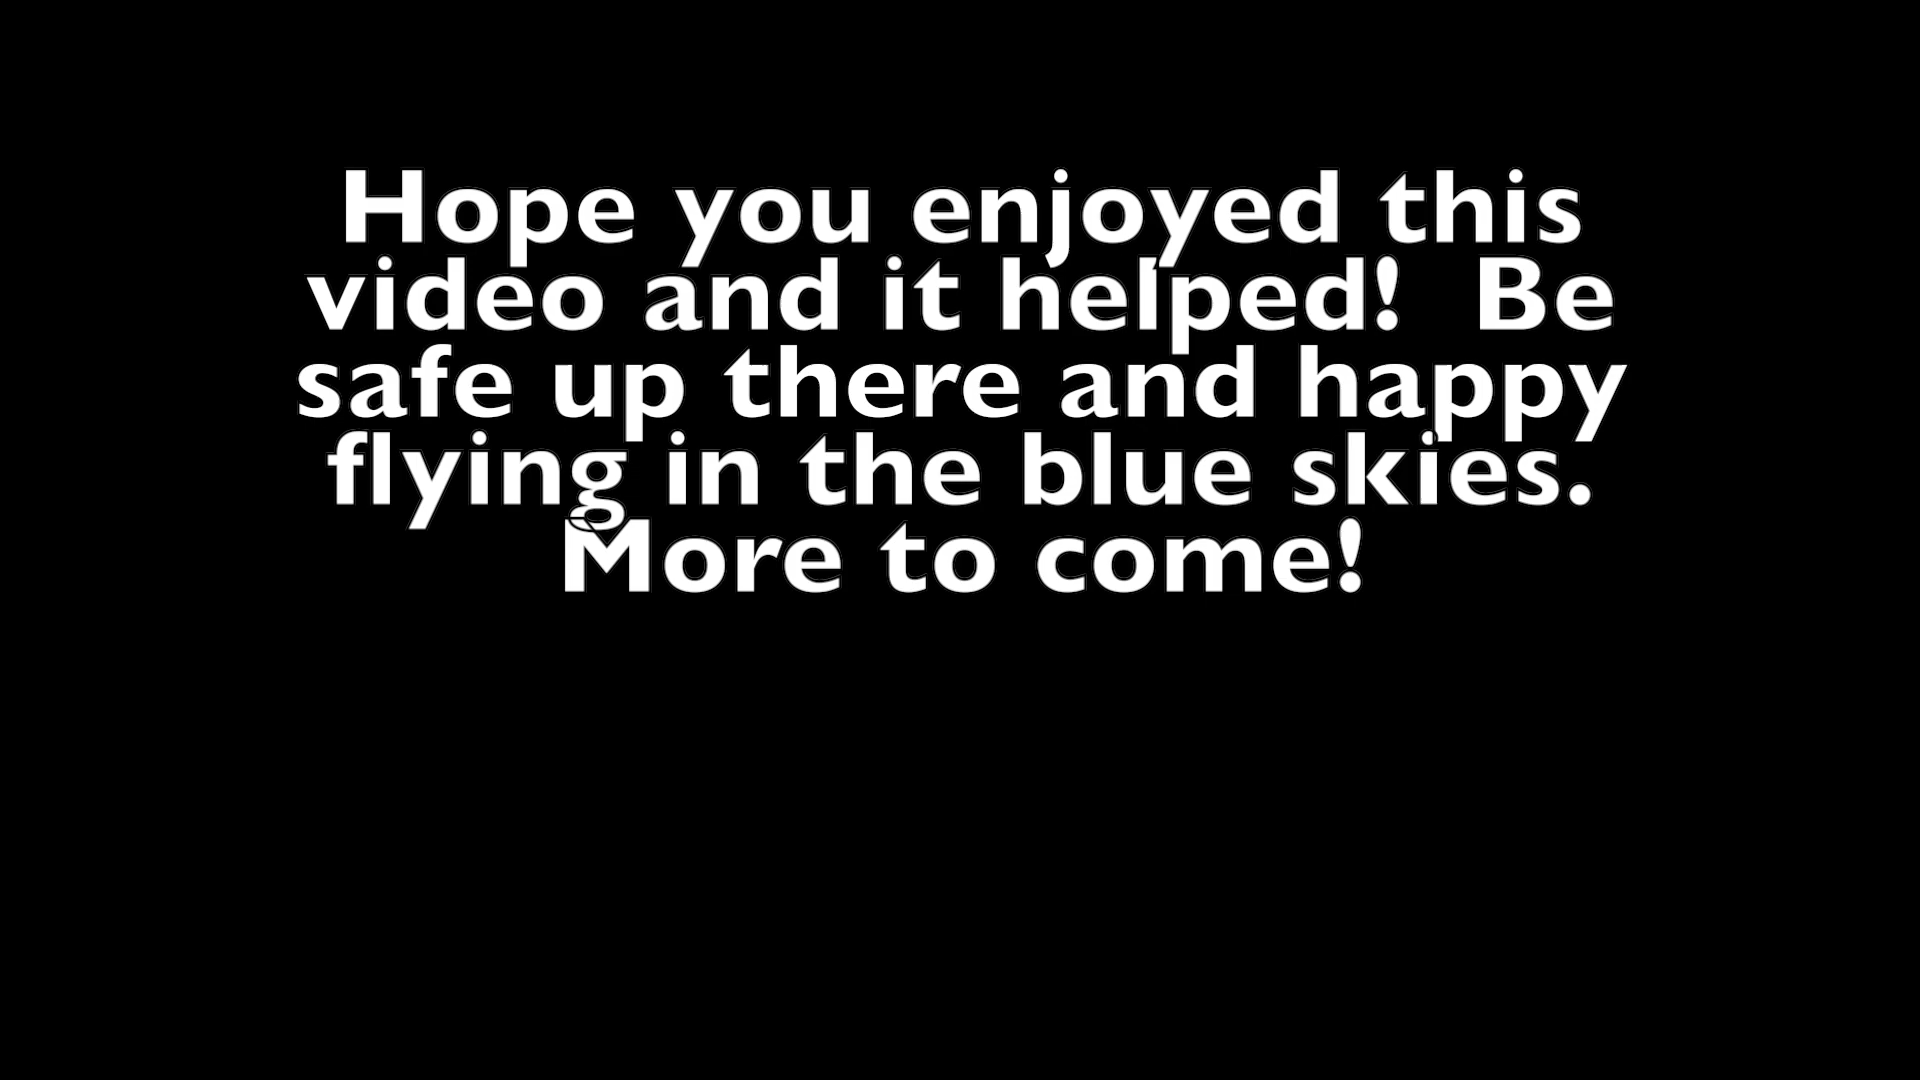 Hope you enjoyed this
video and it helped!  Be
safe up there and happy
flying in the blue skies.
More to come!